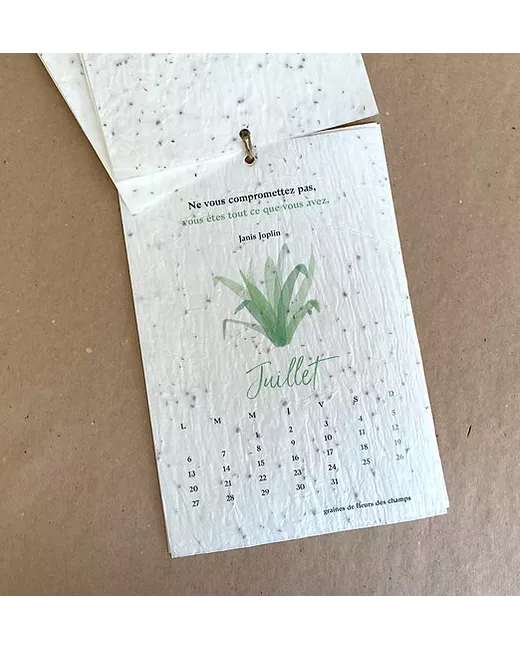 Ne vous compromettez pas,
vous êtes tout ce que vous avez.
Janis Joplin
Juillet
L M M J V S D
1 2 3 4 5
6 7 8 9 10 11 12
13 14 15 16 17 18 19
20 21 22 23 24 25 26
27 28 29 30 31
graines de fleurs des champs